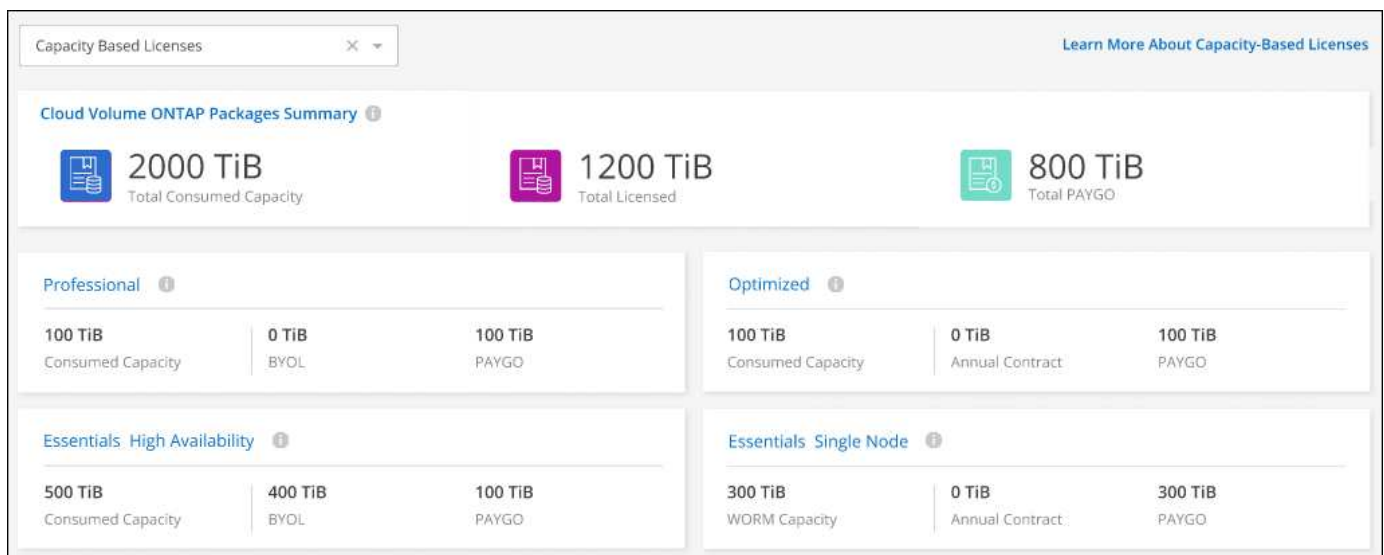 Capacity Based Licenses
Learn More About Capacity-Based Licenses
Cloud Volume ONTAP Packages Summary
2000 TiB
Total Consumed Capacity
1200 TiB
Total Licensed
800 TiB
Total PAYGO
Professional
100 TiB
Consumed Capacity
0 TiB
BYOL
100 TiB
PAYGO
Optimized
100 TiB
Consumed Capacity
0 TiB
Annual Contract
100 TiB
PAYGO
Essentials High Availability
500 TiB
Consumed Capacity
400 TiB
BYOL
100 TiB
PAYGO
Essentials Single Node
300 TiB
WORM Capacity
0 TiB
Annual Contract
300 TiB
PAYGO